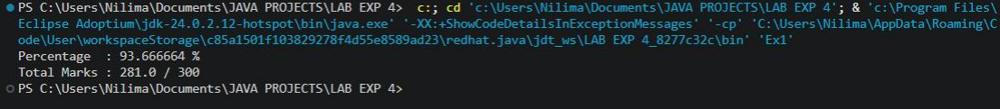 PS C:\Users\Nilima\Documents\JAVA PROJECTS\LAB EXP 4>  c:; cd 'c:\Users\Nilima\Documents\JAVA PROJECTS\LAB EXP 4'; & 'c:\Program Files\
Eclipse Adoptium\jdk-24.0.2.12-hotspot\bin\java.exe' '-XX:+ShowCodeDetailsInExceptionMessages' '-cp' 'C:\Users\Nilima\AppData\Roaming\C
ode\User\workspaceStorage\c85a1501f103829278f4d55e8589ad23\redhat.java\jdt_ws\LAB EXP 4_8277c32c\bin' 'Ex1'
Percentage  : 93.666664 %
Total Marks : 281.0 / 300
PS C:\Users\Nilima\Documents\JAVA PROJECTS\LAB EXP 4>